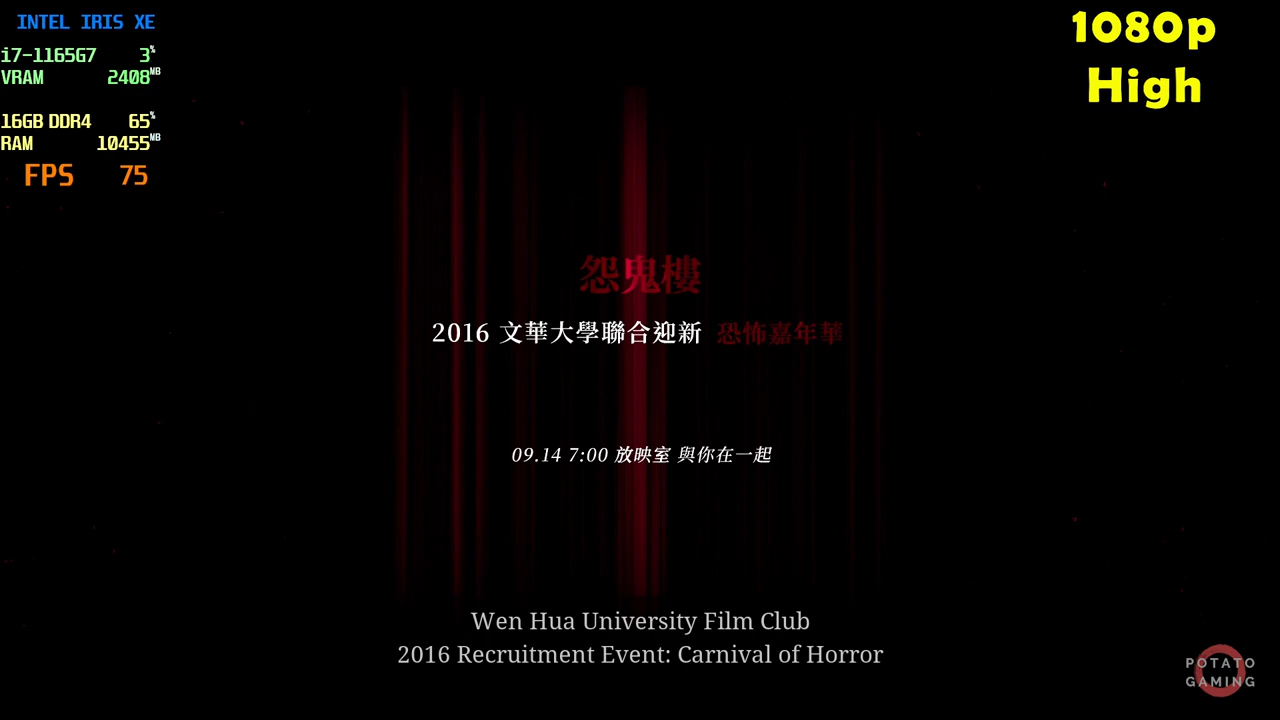 INTEL IRIS XE
i7-1165G7 3%
VRAM 2408MB
16GB DDR4 65%
RAM 10455MB
FPS 75
1080p
High
怨鬼樓
2016 文華大學聯合迎新 恐怖嘉年華
09.14 7:00 放映室 與你在一起
Wen Hua University Film Club
2016 Recruitment Event: Carnival of Horror
POTATO
GAMING